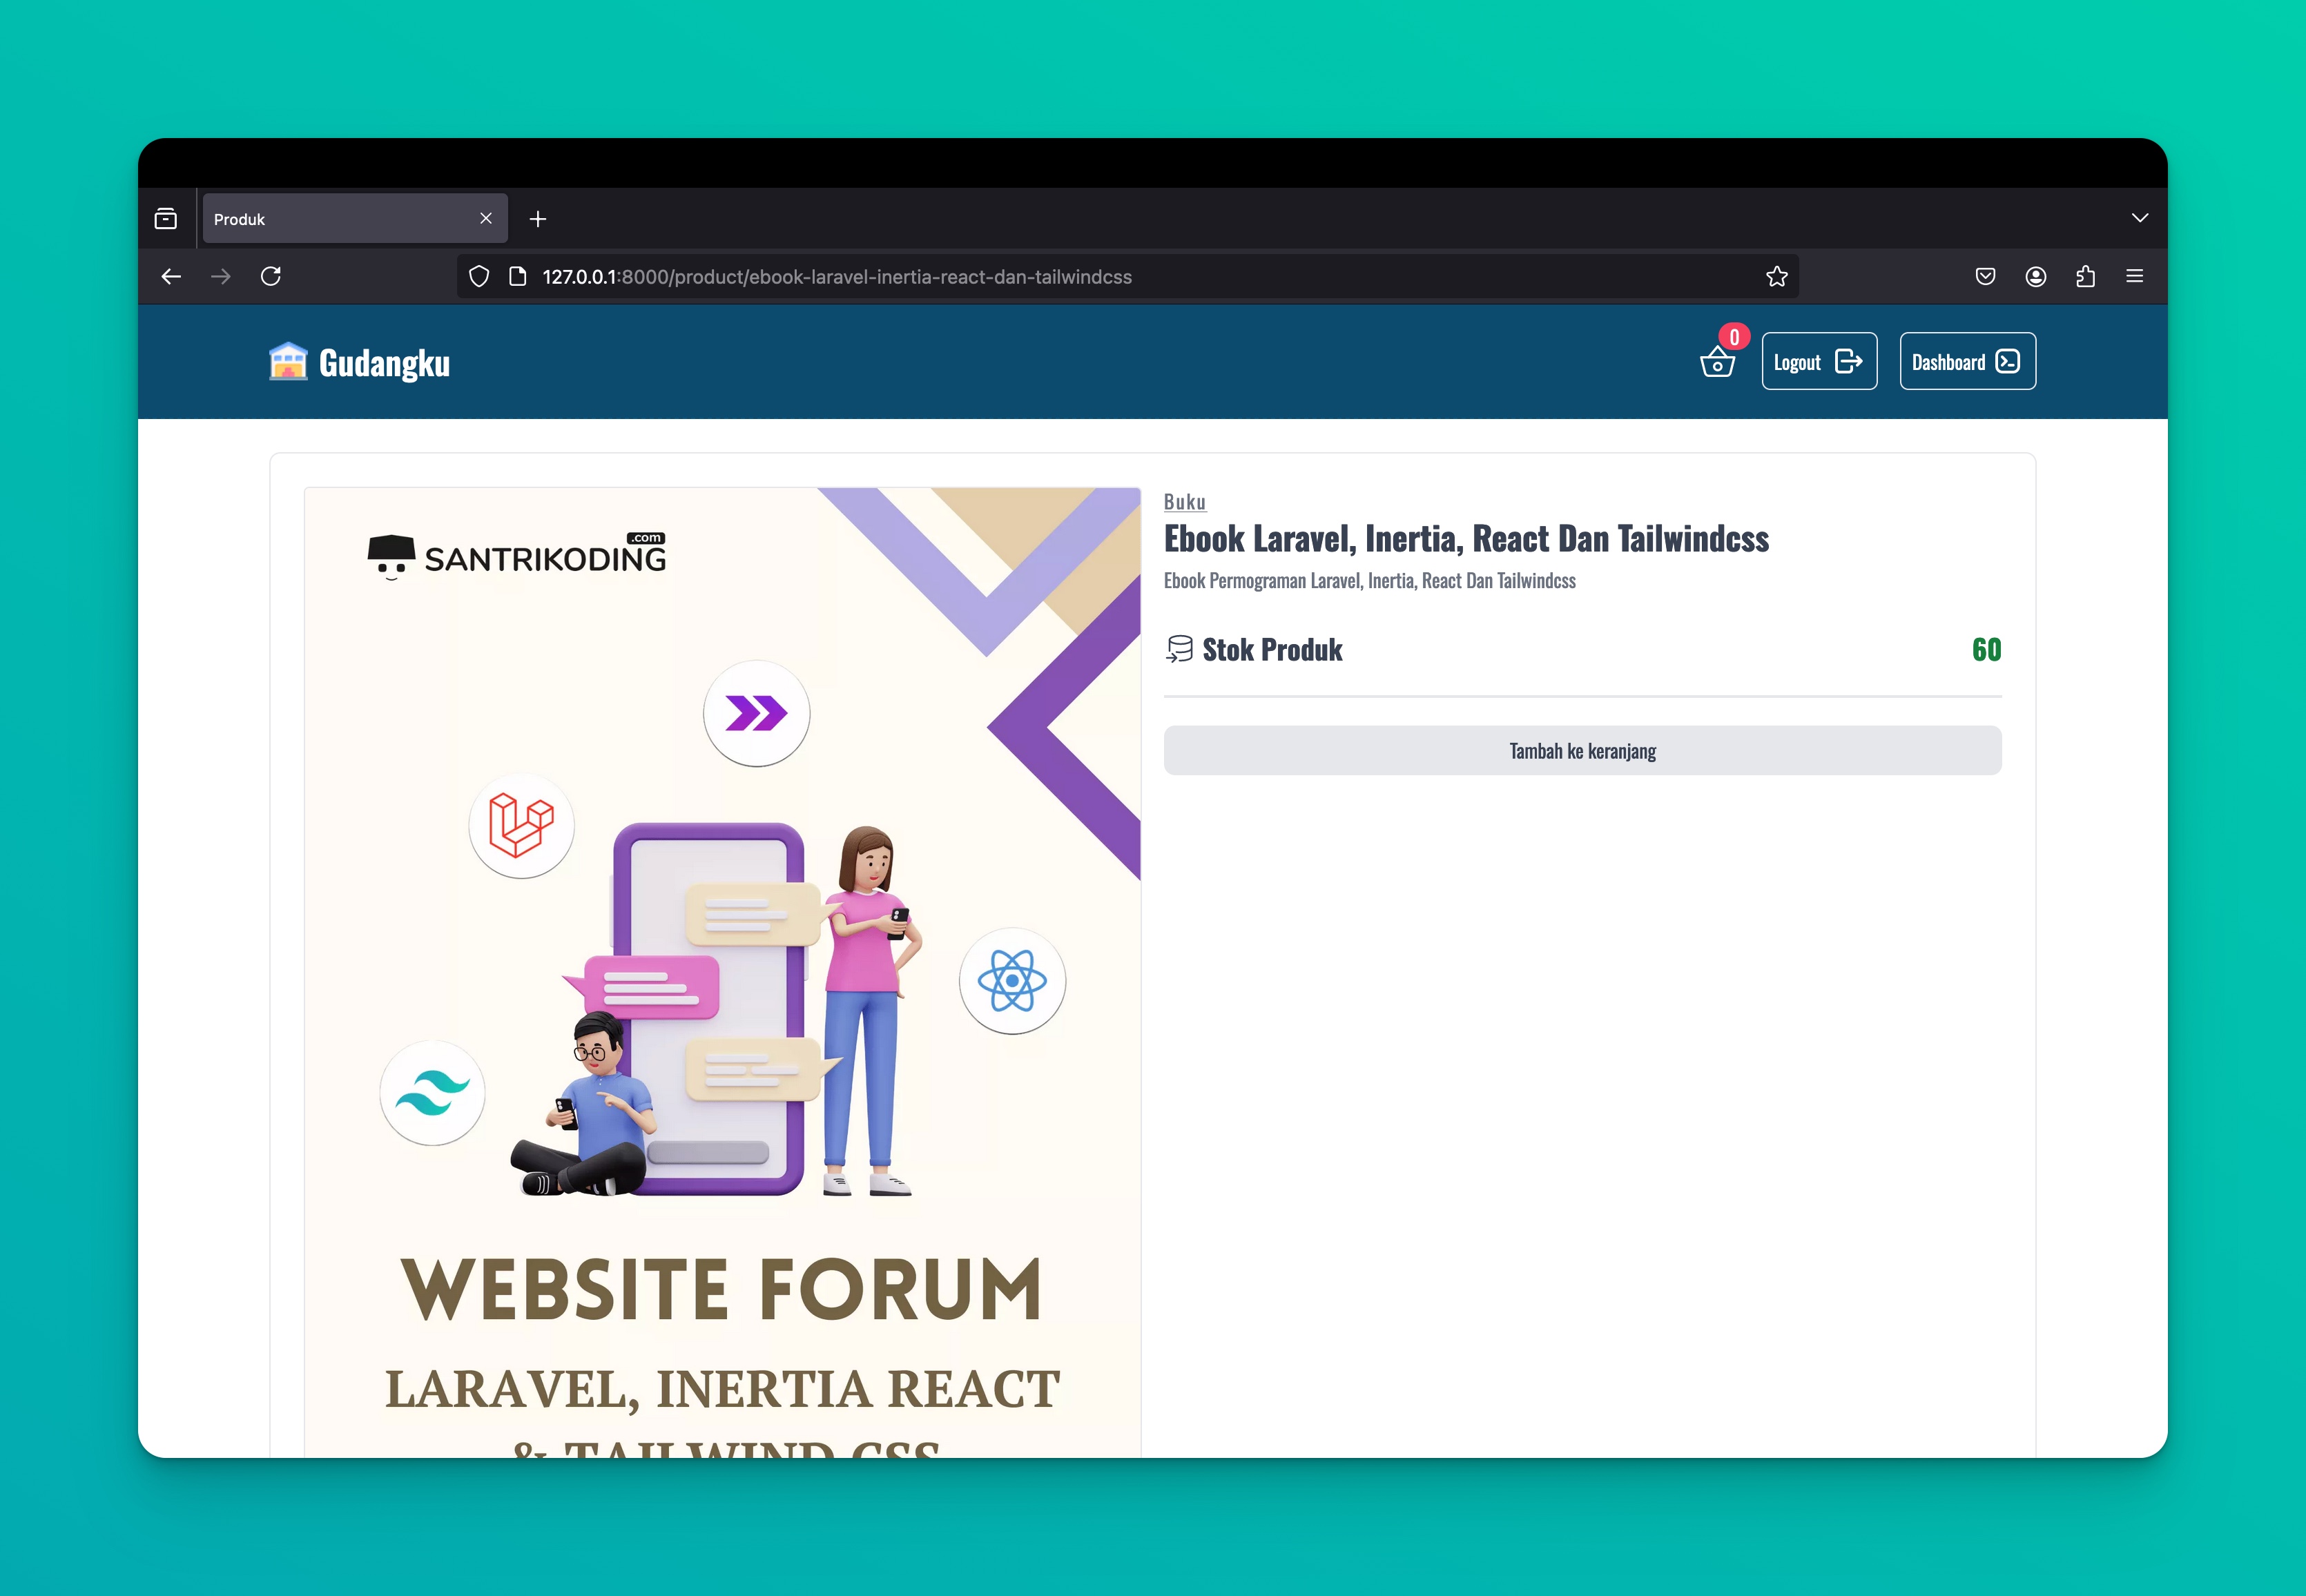 Produk
127.0.0.1:8000/product/ebook-laravel-inertia-react-dan-tailwindcss
Gudangku
0
Logout
Dashboard
SANTRIKODING
.com
Buku
Ebook Laravel, Inertia, React Dan Tailwindcss
Ebook Permograman Laravel, Inertia, React Dan Tailwindcss
Stok Produk
60
Tambah ke keranjang
WEBSITE FORUM
LARAVEL, INERTIA REACT
& TAILWIND CSS